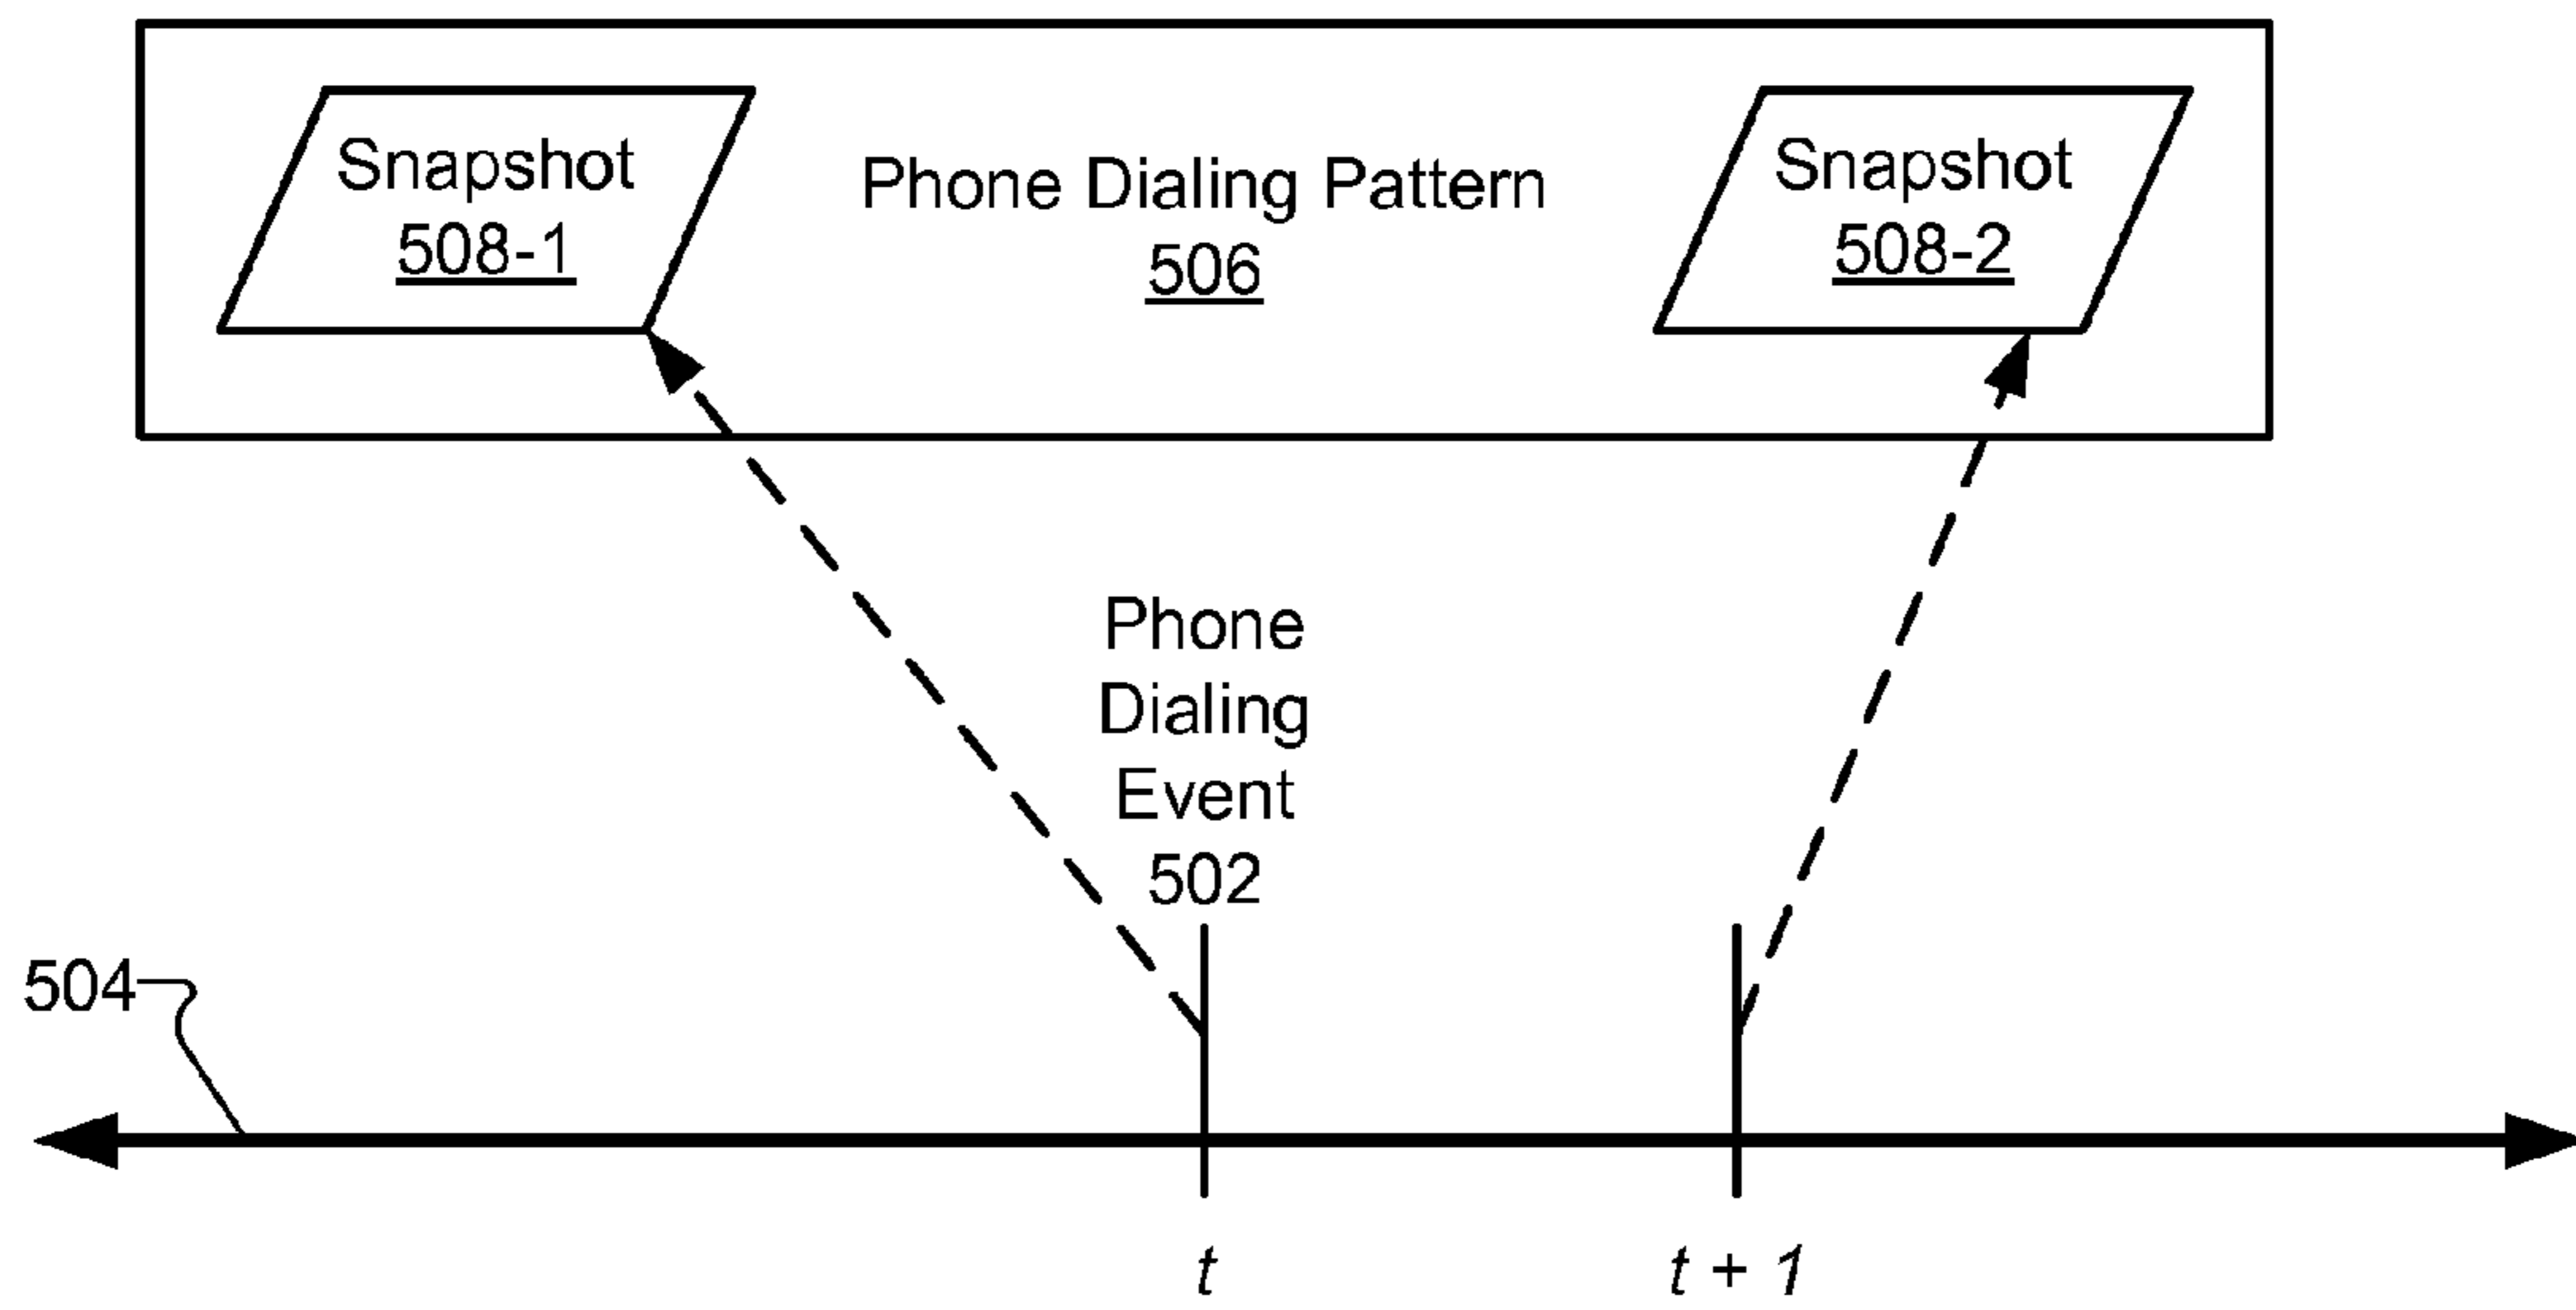 Snapshot
508-1
Phone Dialing Pattern
506
Snapshot
508-2
Phone
Dialing
Event
502
504
t
t + 1